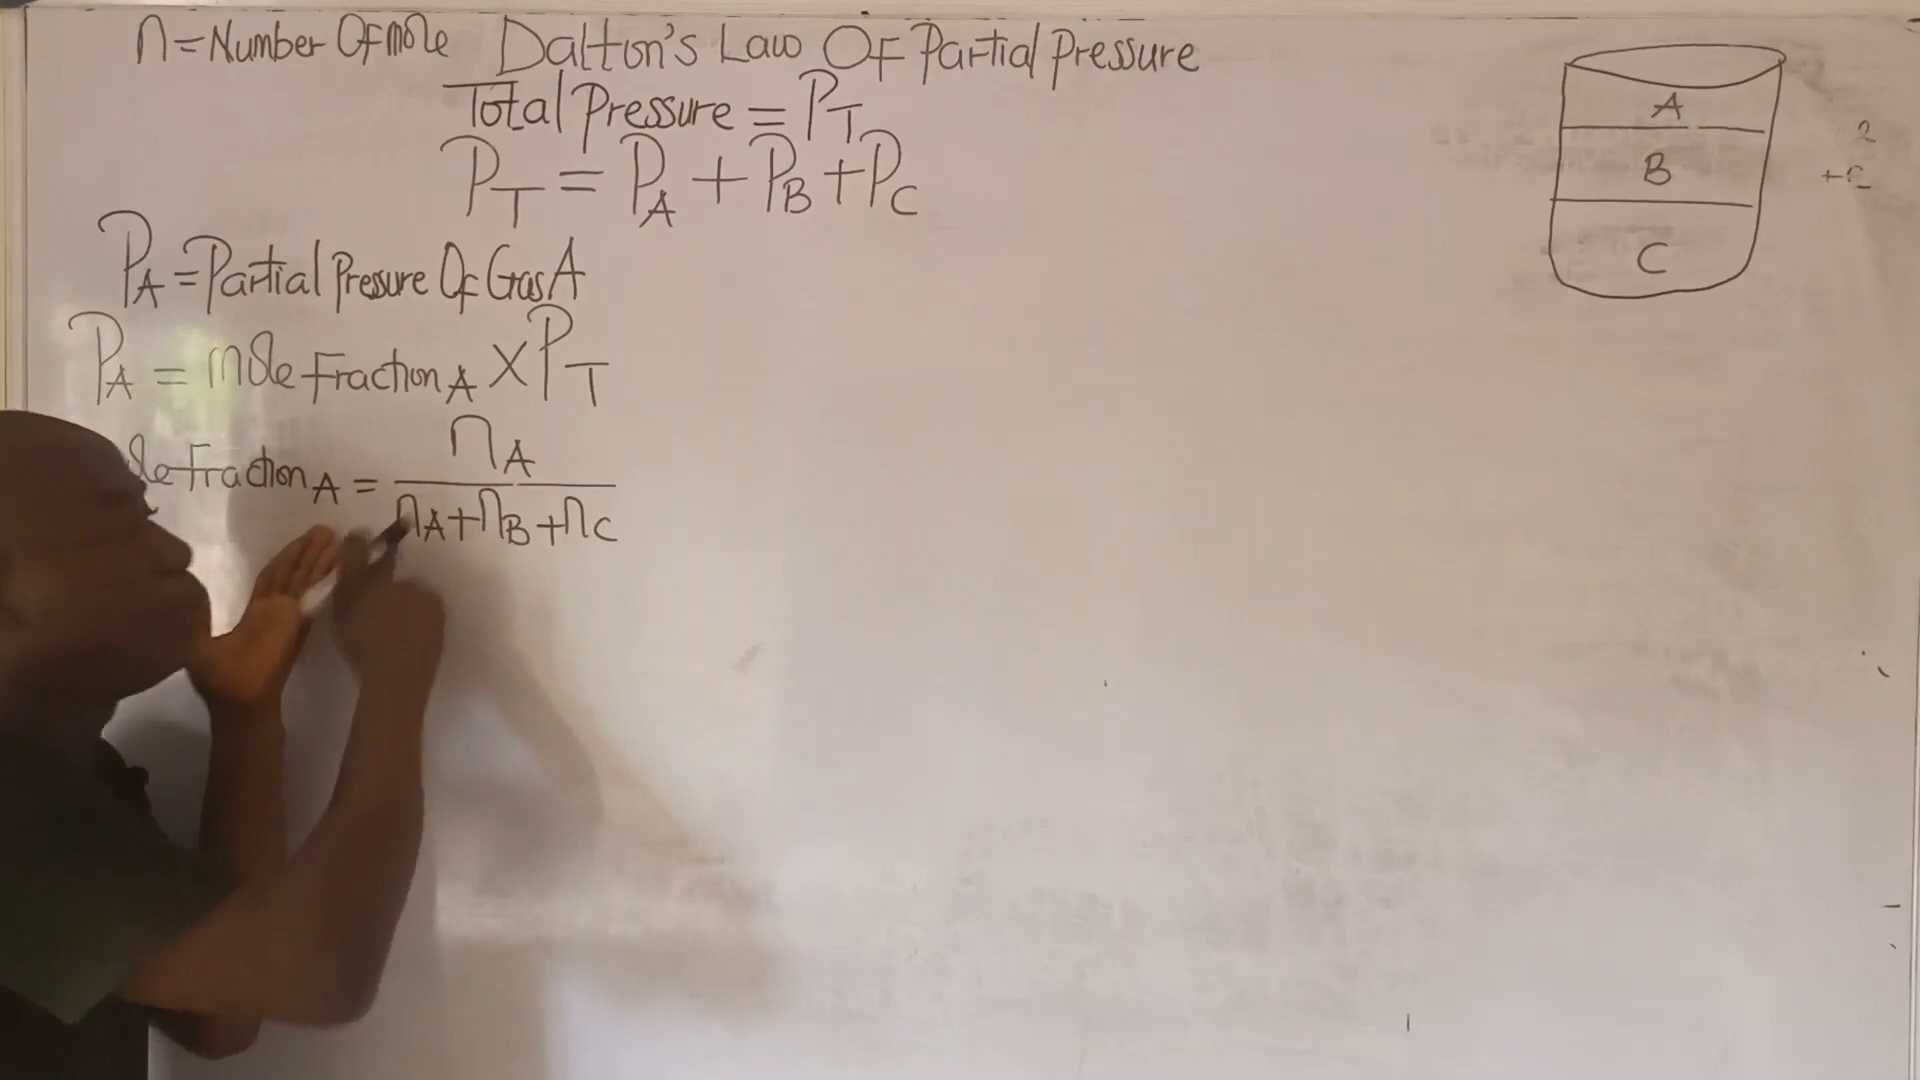 n = Number Of mole
Dalton's Law Of Partial Pressure
Total Pressure = P_T
P_T = P_A + P_B + P_C
P_A = Partial Pressure Of Gas A
P_A = mole Fraction_A X P_T
Fraction_A = n_A / n_A + n_B + n_C
A
B
C
2